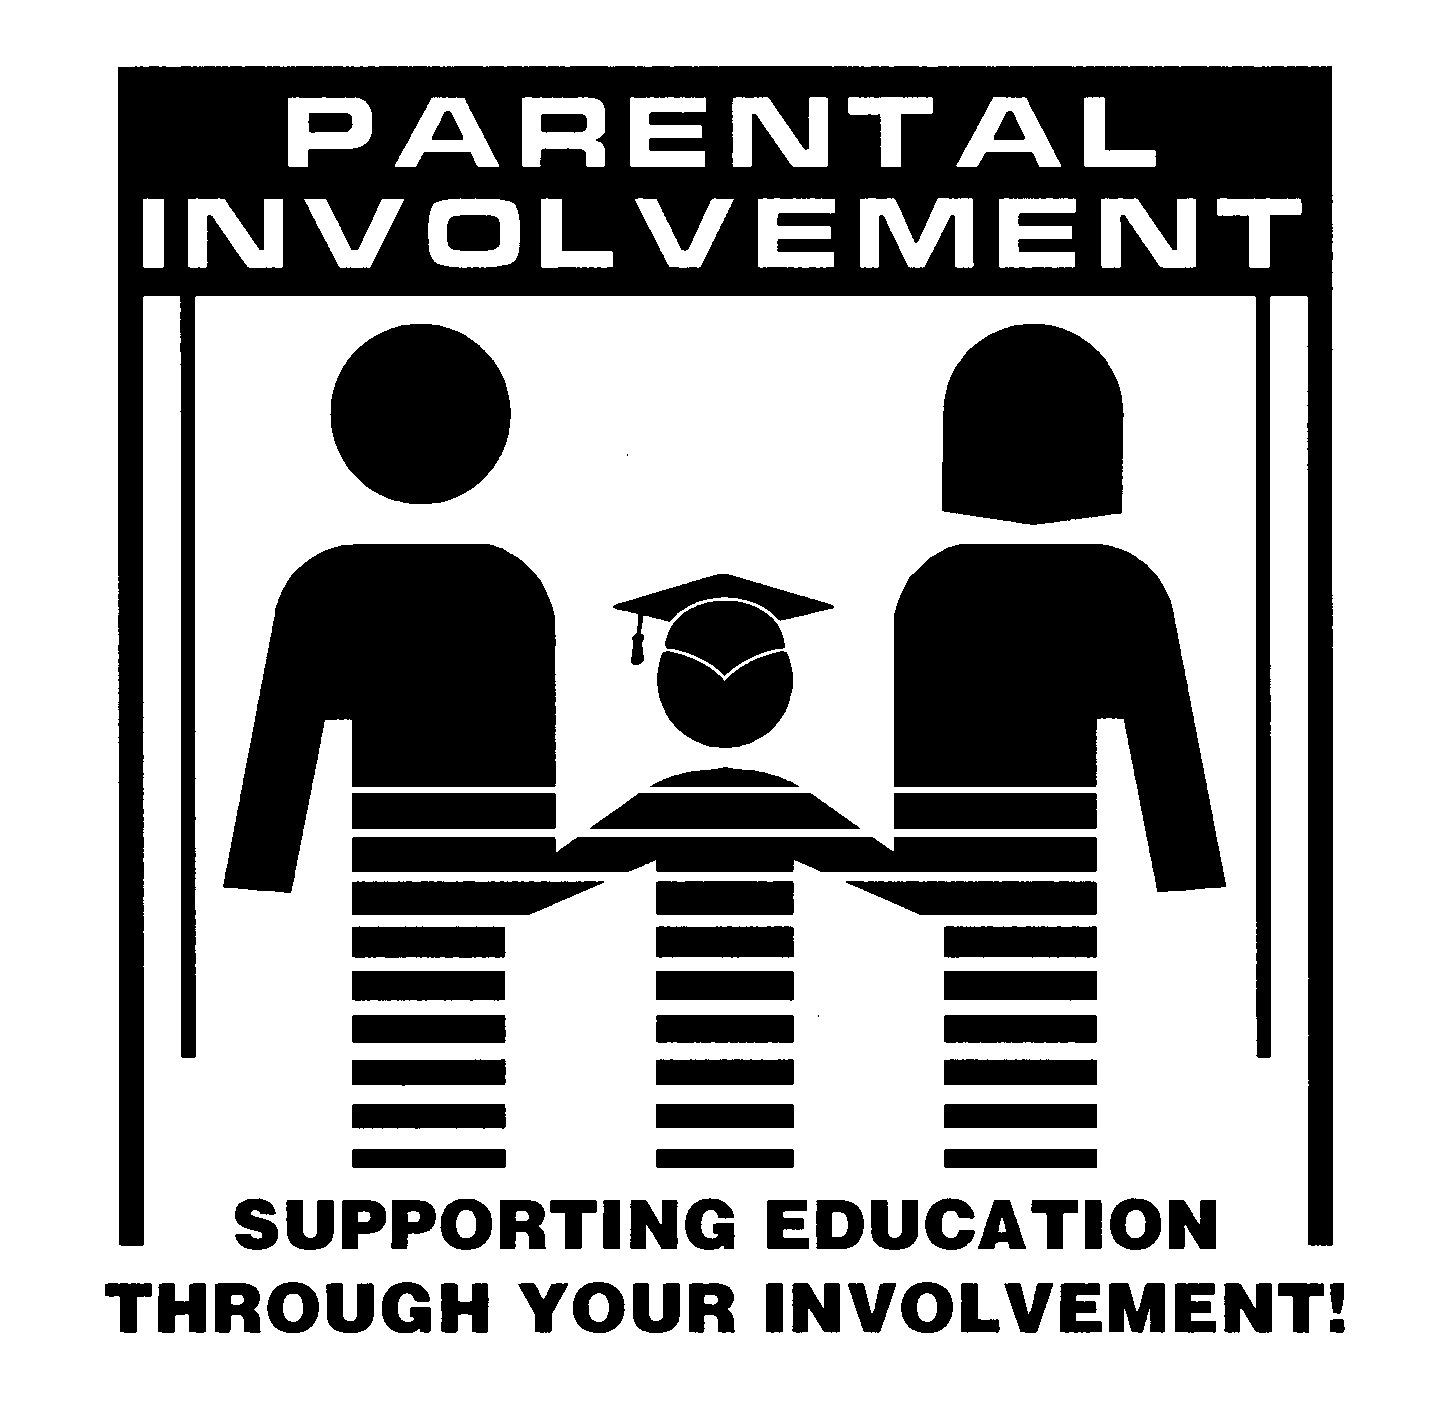 PARENTAL
INVOLVEMENT
SUPPORTING EDUCATION
THROUGH YOUR INVOLVEMENT!